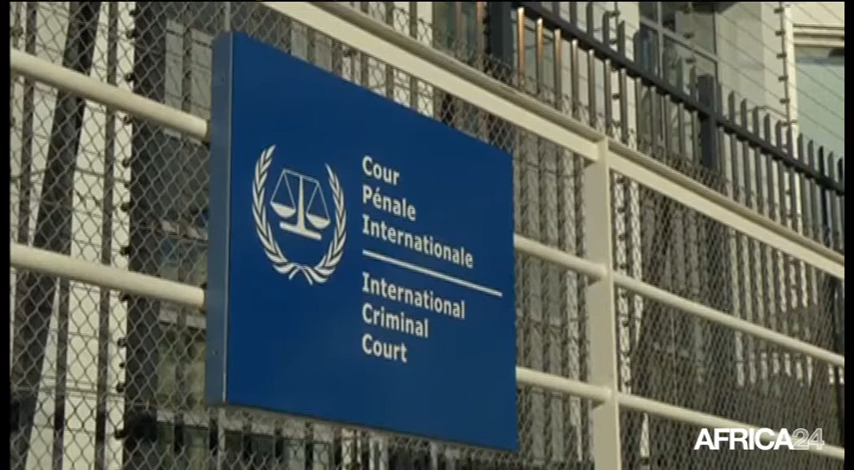 Cour
Pénale
Internationale
International
Criminal
Court
AFRICA24